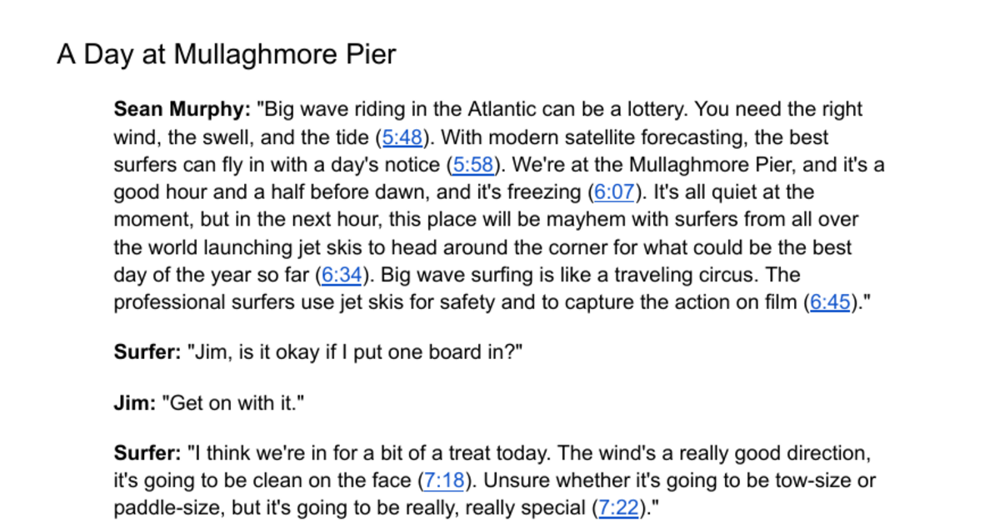 A Day at Mullaghmore Pier
Sean Murphy: "Big wave riding in the Atlantic can be a lottery. You need the right
wind, the swell, and the tide (5:48). With modern satellite forecasting, the best
surfers can fly in with a day's notice (5:58). We're at the Mullaghmore Pier, and it's a
good hour and a half before dawn, and it's freezing (6:07). It's all quiet at the
moment, but in the next hour, this place will be mayhem with surfers from all over
the world launching jet skis to head around the corner for what could be the best
day of the year so far (6:34). Big wave surfing is like a traveling circus. The
professional surfers use jet skis for safety and to capture the action on film (6:45)."
Surfer: "Jim, is it okay if I put one board in?"
Jim: "Get on with it."
Surfer: "I think we're in for a bit of a treat today. The wind's a really good direction,
it's going to be clean on the face (7:18). Unsure whether it's going to be tow-size or
paddle-size, but it's going to be really, really special (7:22)."